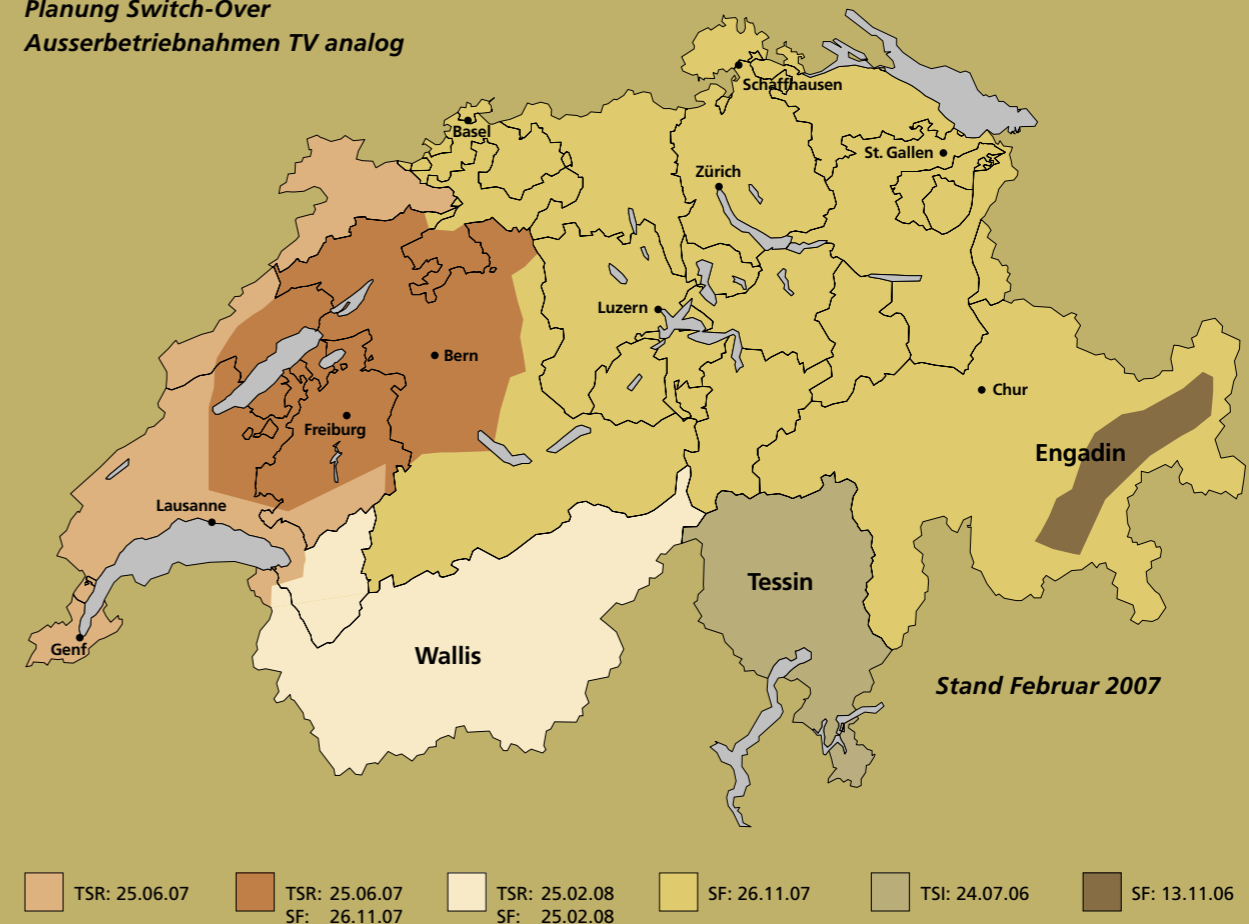 Planung Switch-Over
Ausserbetriebnahmen TV analog
Schaffhausen
Basel
St. Gallen
Zürich
Luzern
Bern
Chur
Freiburg
Engadin
Lausanne
Tessin
Genf
Wallis
Stand Februar 2007
TSR: 25.06.07
TSR: 25.06.07
SF: 26.11.07
TSR: 25.02.08
SF: 25.02.08
SF: 26.11.07
TSI: 24.07.06
SF: 13.11.06